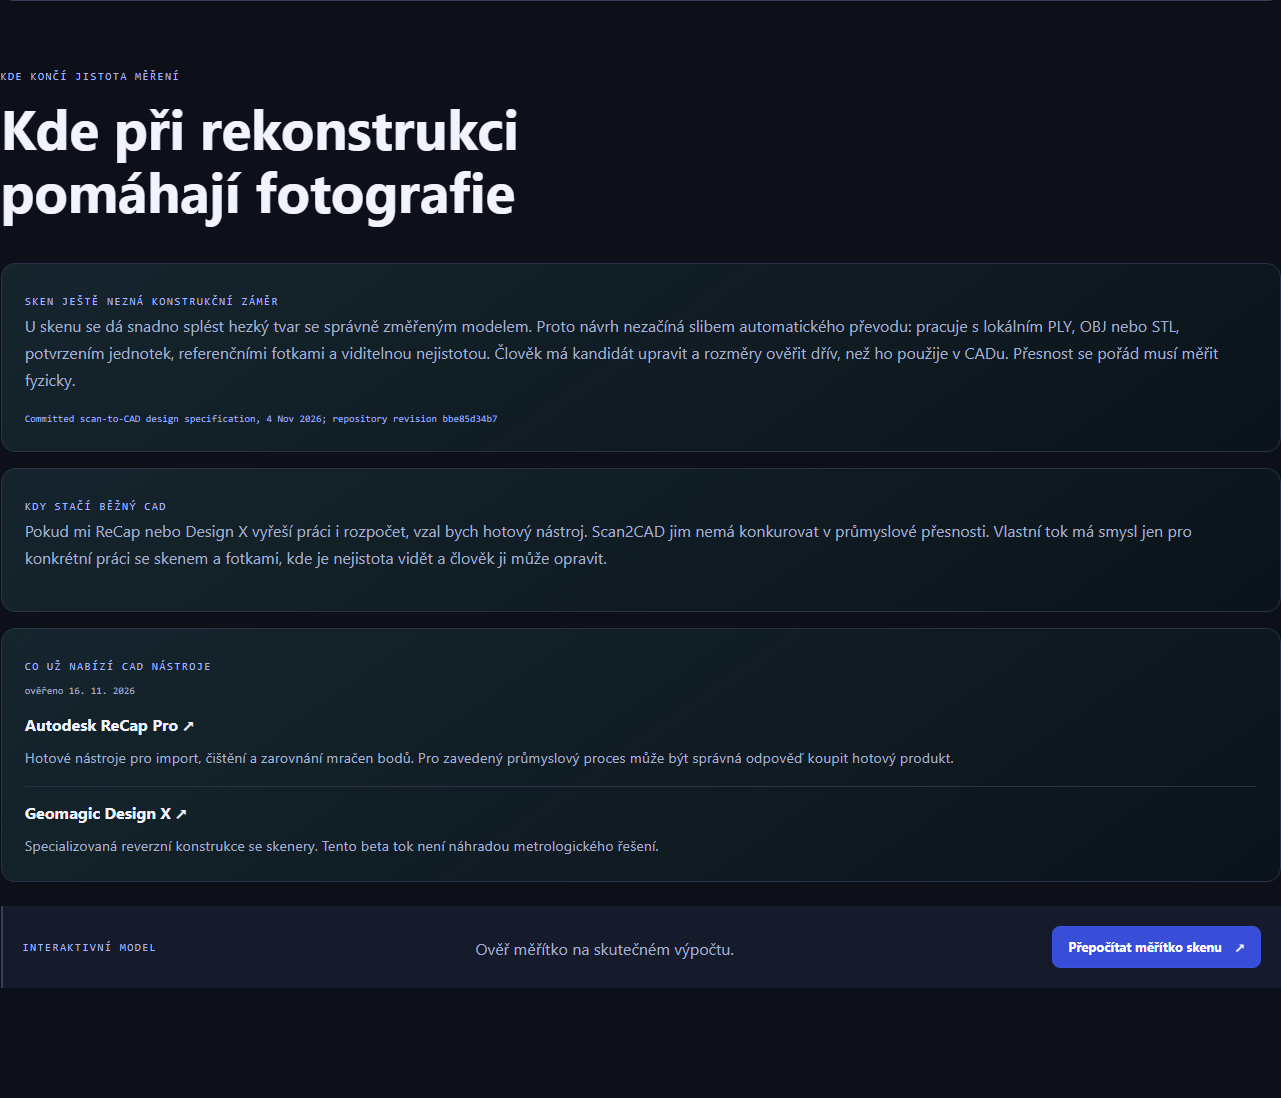 KDE KONČÍ JISTOTA MĚŘENÍ
Kde při rekonstrukci
pomáhají fotografie
SKEN JEŠTĚ NEZNÁ KONSTRUKČNÍ ZÁMĚR
U skenu se dá snadno splést hezký tvar se správně změřeným modelem. Proto návrh nezačíná slibem automatického převodu: pracuje s lokálním PLY, OBJ nebo STL,
potvrzením jednotek, referenčními fotkami a viditelnou nejistotou. Člověk má kandidát upravit a rozměry ověřit dřív, než ho použije v CADu. Přesnost se pořád musí měřit
fyzicky.
Committed scan-to-CAD design specification, 4 Nov 2026; repository revision bbe85d34b7
KDY STAČÍ BĚŽNÝ CAD
Pokud mi ReCap nebo Design X vyřeší práci i rozpočet, vzal bych hotový nástroj. Scan2CAD jim nemá konkurovat v průmyslové přesnosti. Vlastní tok má smysl jen pro
konkrétní práci se skenem a fotkami, kde je nejistota vidět a člověk ji může opravit.
CO UŽ NABÍZÍ CAD NÁSTROJE
ověřeno 16. 11. 2026
Autodesk ReCap Pro ↗
Hotové nástroje pro import, čištění a zarovnání mračen bodů. Pro zavedený průmyslový proces může být správná odpověď koupit hotový produkt.
Geomagic Design X ↗
Specializovaná reverzní konstrukce se skenery. Tento beta tok není náhradou metrologického řešení.
INTERAKTIVNÍ MODEL
Ověř měřítko na skutečném výpočtu.
Přepočítat měřítko skenu ↗